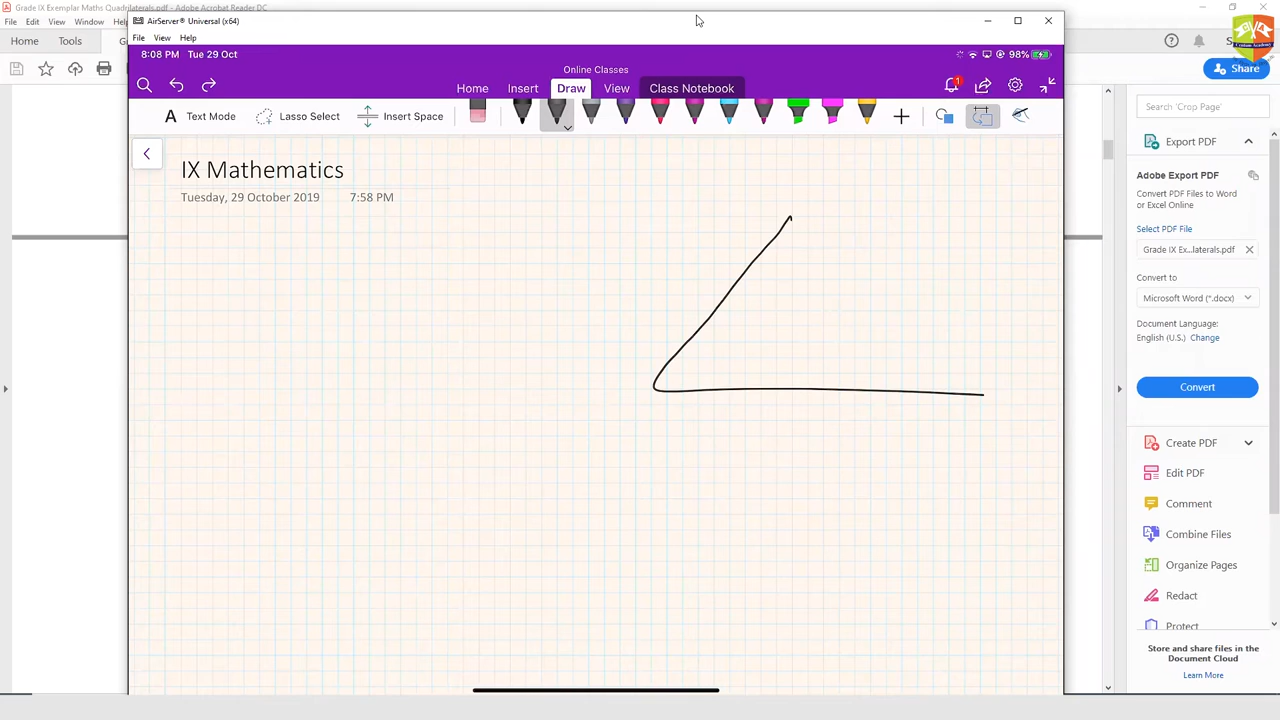 Grade IX Exemplar Maths Quadrilaterals.pdf - Adobe Acrobat Reader DC
File Edit View Window
AirServer® Universal (x64)
File View Help
Home Tools
8:08 PM Tue 29 Oct
98%
Online Classes
Home Insert Draw View Class Notebook
1
Share
A Text Mode Lasso Select Insert Space
IX Mathematics
Tuesday, 29 October 2019 7:58 PM
Search 'Crop Page'
Export PDF
Adobe Export PDF
Convert PDF Files to Word
or Excel Online
Select PDF File
Grade IX Ex...laterals.pdf
Convert to
Microsoft Word (*.docx)
Document Language:
English (U.S.) Change
Convert
Create PDF
Edit PDF
Comment
Combine Files
Organize Pages
Redact
Protect
Store and share files in the
Document Cloud
Learn More